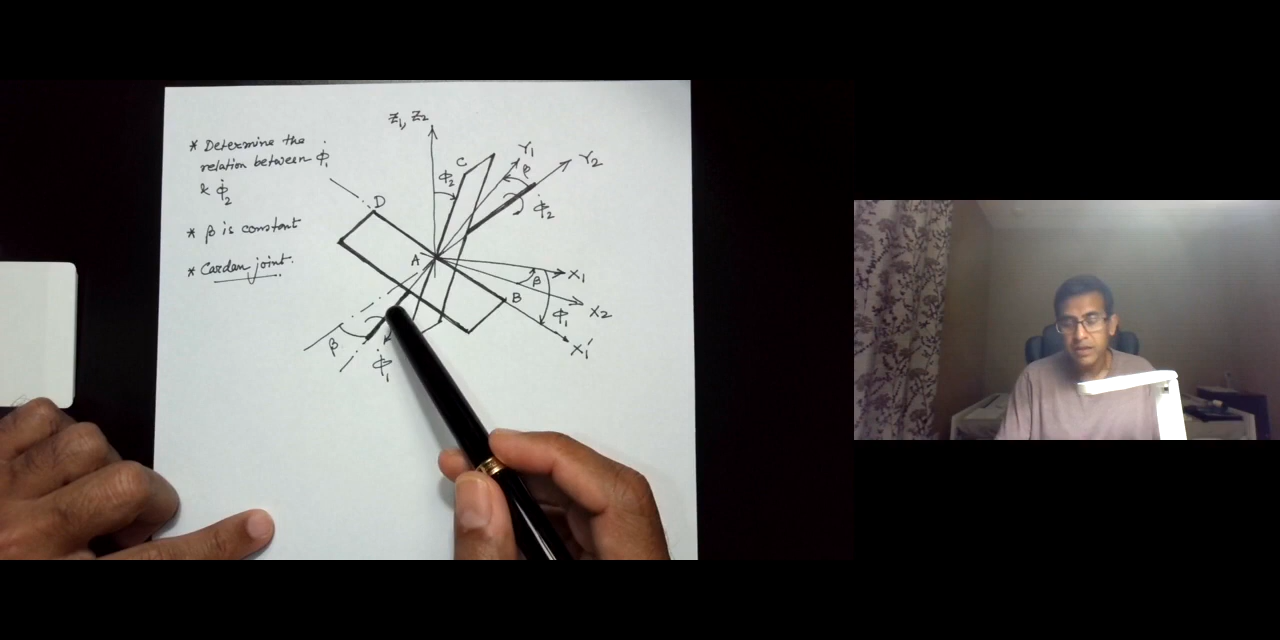 * Determine the
relation between ϕ̇₁
& ϕ̇₂
* β is constant
* Cardan joint.
Z₁, Z₂
C
ϕ₂
Y₁
β
Y₂
ϕ̇₂
D
A
X₁
β
B
X₂
ϕ₁
X₁′
β
ϕ̇₁